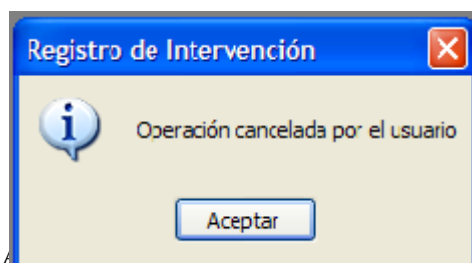 Registro de Intervención
Operación cancelada por el usuario
Aceptar